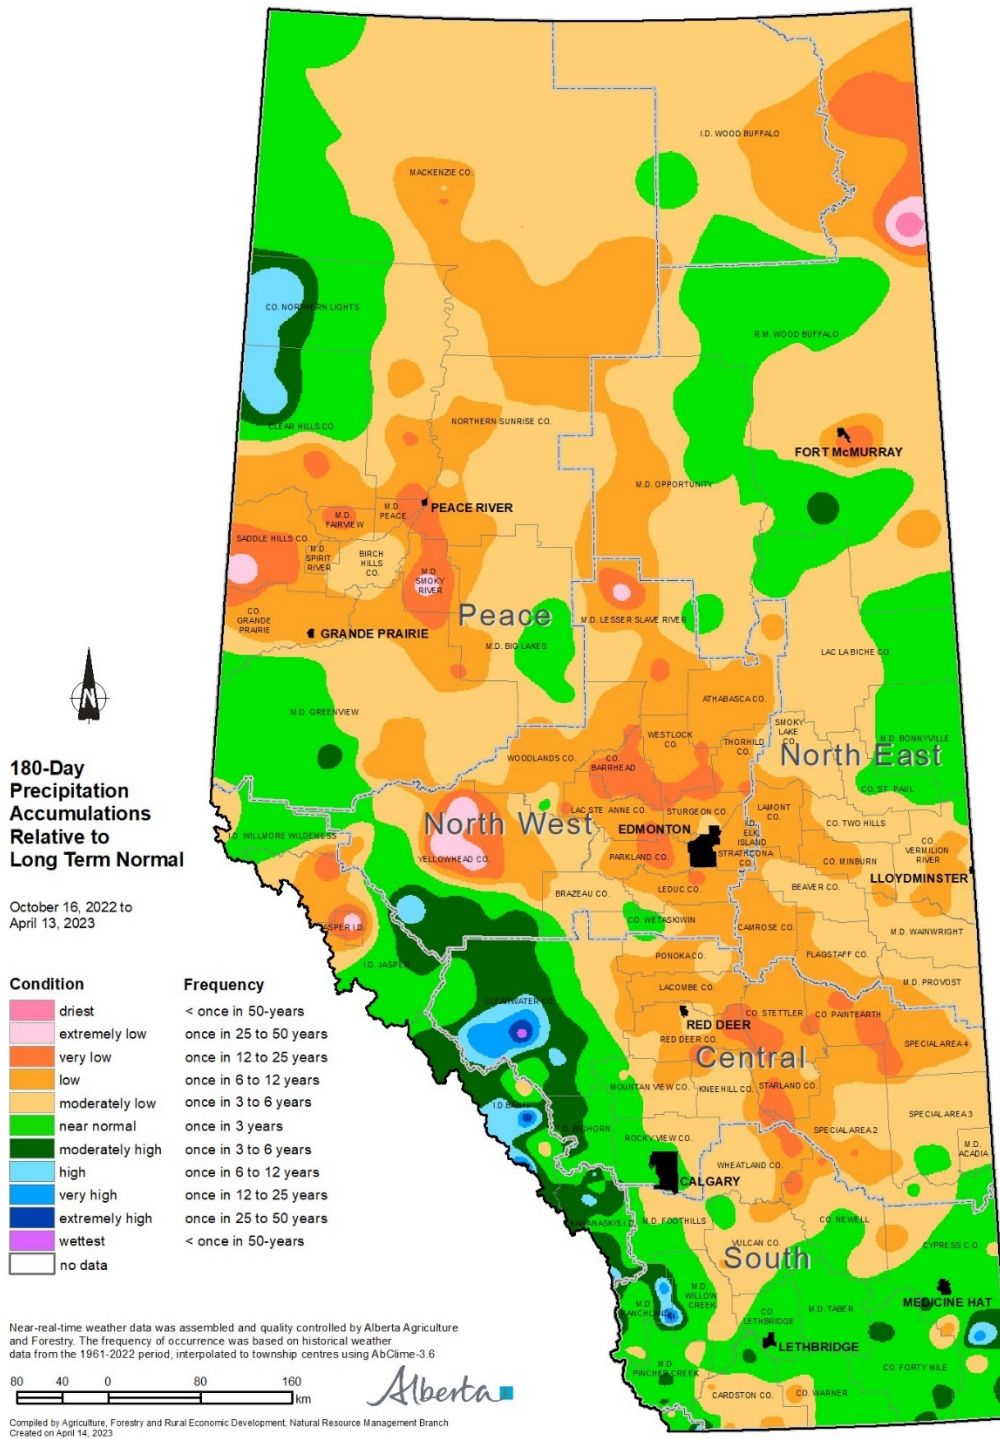 I.D. WOOD BUFFALO
MACKENZIE CO.
CO. NORTHERN LIGHTS
R.M. WOOD BUFFALO
CLEAR HILLS CO.
NORTHERN SUNRISE CO.
FORT McMURRAY
M.D. OPPORTUNITY
PEACE RIVER
M.D.
PEACE
M.D.
FAIRVIEW
SADDLE HILLS CO.
M.D.
SPIRIT
RIVER
BIRCH
HILLS
CO.
M.D.
SMOKY
RIVER
CO.
GRANDE
PRAIRIE
GRANDE PRAIRIE
Peace
M.D. LESSER SLAVE RIVER
M.D. BIG LAKES
LAC LA BICHE CO.
N
M.D. GREENVIEW
ATHABASCA CO.
SMOKY
LAKE
CO.
WESTLOCK
CO.
THORHILD
CO.
M.D. BONNYVILLE
North East
WOODLANDS CO.
CO.
BARRHEAD
CO. ST. PAUL
180-Day
Precipitation
Accumulations
Relative to
Long Term Normal
October 16, 2022 to
April 13, 2023
LAC STE. ANNE CO.
STURGEON CO.
LAMONT
CO.
North West
I.D. WILLMORE WILDERNESS
EDMONTON
I.D.
ELK
ISLAND
CO. TWO HILLS
STRATHCONA
CO.
CO.
VERMILION
RIVER
YELLOWHEAD CO.
PARKLAND CO.
CO. MINBURN
LLOYDMINSTER
BRAZEAU CO.
LEDUC CO.
BEAVER CO.
CO. WETASKIWIN
CAMROSE CO.
M.D. WAINWRIGHT
JASPER I.D.
I.D. JASPER
PONOKA CO.
FLAGSTAFF CO.
LACOMBE CO.
M.D. PROVOST
CLEARWATER CO.
RED DEER
CO. STETTLER
CO. PAINTEARTH
RED DEER CO.
SPECIAL AREA 4
Central
MOUNTAIN VIEW CO.
KNEEHILL CO.
STARLAND CO.
I.D. BANFF
M.D. BIGHORN
SPECIAL AREA 3
SPECIAL AREA 2
ROCKY VIEW CO.
M.D.
ACADIA
WHEATLAND CO.
CALGARY
KANANASKIS I.D.
M.D. FOOTHILLS
CO. NEWELL
VULCAN CO.
South
CYPRESS CO.
M.D.
WILLOW
CREEK
M.D.
RANCHLAND
MEDICINE HAT
CO.
LETHBRIDGE
M.D. TABER
LETHBRIDGE
M.D.
PINCHER CREEK
CO. FORTY MILE
CARDSTON CO.
CO. WARNER
Condition Frequency
driest < once in 50-years
extremely low once in 25 to 50 years
very low once in 12 to 25 years
low once in 6 to 12 years
moderately low once in 3 to 6 years
near normal once in 3 years
moderately high once in 3 to 6 years
high once in 6 to 12 years
very high once in 12 to 25 years
extremely high once in 25 to 50 years
wettest < once in 50-years
no data
Near-real-time weather data was assembled and quality controlled by Alberta Agriculture
and Forestry. The frequency of occurrence was based on historical weather
data from the 1961-2022 period, interpolated to township centres using AbClime-3.6
80 40 0 80 160
km
Alberta
Compiled by Agriculture, Forestry and Rural Economic Development, Natural Resource Management Branch
Created on April 14, 2023